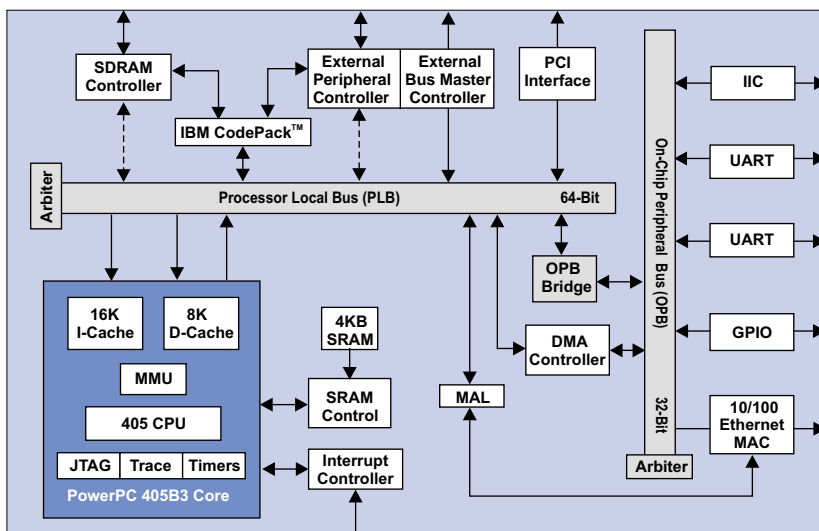 SDRAM
Controller
External
Peripheral
Controller
External
Bus Master
Controller
PCI
Interface
IBM CodePack™
Arbiter
Processor Local Bus (PLB)
64-Bit
On-Chip Peripheral Bus (OPB)
32-Bit
Arbiter
IIC
UART
UART
GPIO
10/100
Ethernet
MAC
OPB
Bridge
DMA
Controller
MAL
16K
I-Cache
8K
D-Cache
MMU
405 CPU
JTAG
Trace
Timers
PowerPC 405B3 Core
4KB
SRAM
SRAM
Control
Interrupt
Controller